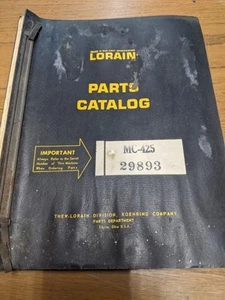 LORAIN
PARTS
CATALOG
IMPORTANT
Always Refer to the Serial
Number of This Machine
When Ordering Parts
MC-425
29893
THEW-LORAIN DIVISION, KOEHRING COMPANY
PARTS DEPARTMENT
Elyria, Ohio U.S.A.